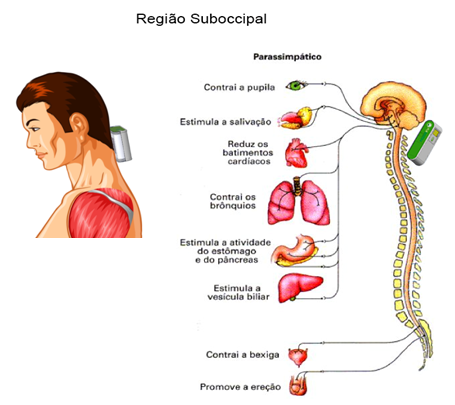 Região Suboccipal
Parassimpático
Contrai a pupila
Estimula a salivação
Reduz os
batimentos
cardíacos
Contrai os
brônquios
Estimula a atividade
do estômago
e do pâncreas
Estimula a
vesícula biliar
Contrai a bexiga
Promove a ereção